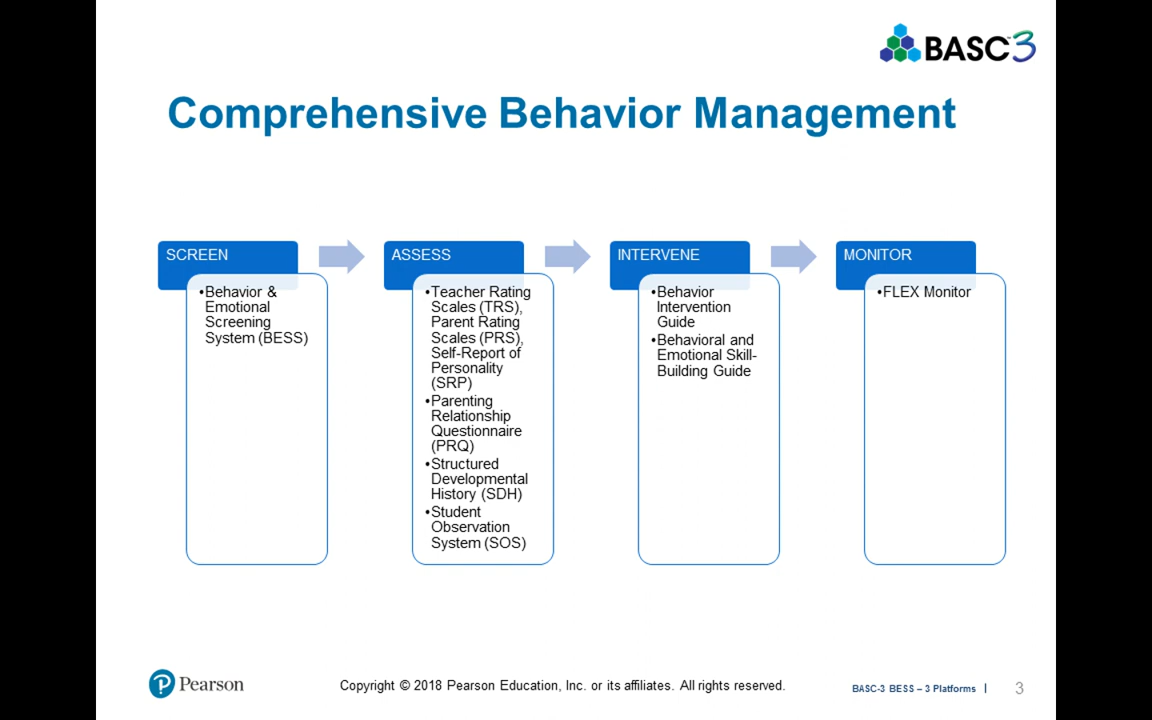 BASC™3
Comprehensive Behavior Management
SCREEN
•Behavior &
Emotional
Screening
System (BESS)
ASSESS
•Teacher Rating
Scales (TRS),
Parent Rating
Scales (PRS),
Self-Report of
Personality
(SRP)
•Parenting
Relationship
Questionnaire
(PRQ)
•Structured
Developmental
History (SDH)
•Student
Observation
System (SOS)
INTERVENE
•Behavior
Intervention
Guide
•Behavioral and
Emotional Skill-
Building Guide
MONITOR
•FLEX Monitor
Pearson
Copyright © 2018 Pearson Education, Inc. or its affiliates. All rights reserved.
BASC-3 BESS – 3 Platforms |
3